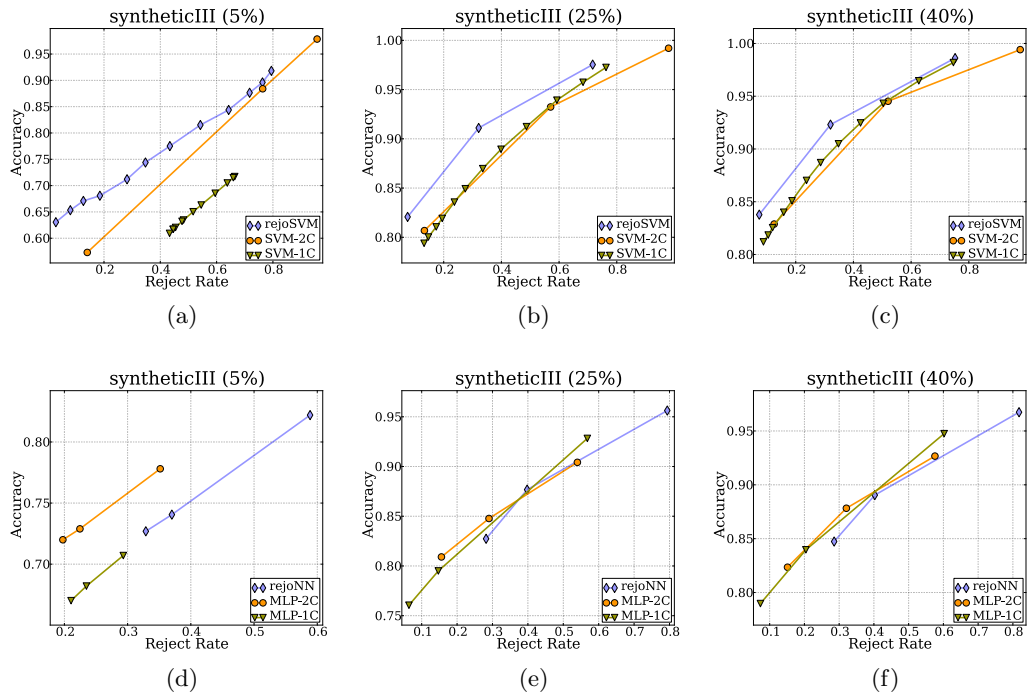 syntheticIII (5%)
0.95
0.90
0.85
0.80
0.75
0.70
0.65
0.60
Accuracy
0.0 0.2 0.4 0.6 0.8
Reject Rate
rejoSVM
SVM-2C
SVM-1C
(a)
syntheticIII (25%)
1.00
0.95
0.90
0.85
0.80
Accuracy
0.2 0.4 0.6 0.8
Reject Rate
rejoSVM
SVM-2C
SVM-1C
(b)
syntheticIII (40%)
1.00
0.95
0.90
0.85
0.80
Accuracy
0.2 0.4 0.6 0.8
Reject Rate
rejoSVM
SVM-2C
SVM-1C
(c)
syntheticIII (5%)
0.80
0.75
0.70
Accuracy
0.2 0.3 0.4 0.5 0.6
Reject Rate
rejoNN
MLP-2C
MLP-1C
(d)
syntheticIII (25%)
0.95
0.90
0.85
0.80
0.75
Accuracy
0.1 0.2 0.3 0.4 0.5 0.6 0.7 0.8
Reject Rate
rejoNN
MLP-2C
MLP-1C
(e)
syntheticIII (40%)
0.95
0.90
0.85
0.80
Accuracy
0.1 0.2 0.3 0.4 0.5 0.6 0.7 0.8
Reject Rate
rejoNN
MLP-2C
MLP-1C
(f)